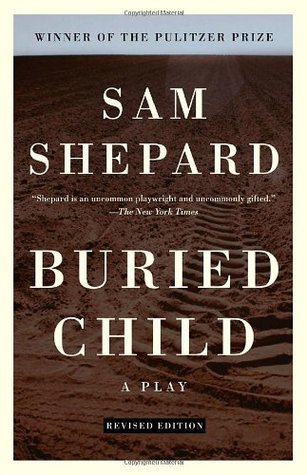 WINNER OF THE PULITZER PRIZE
SAM
SHEPARD
“Shepard is an uncommon playwright and uncommonly gifted.”
—The New York Times
BURIED
CHILD
A PLAY
REVISED EDITION